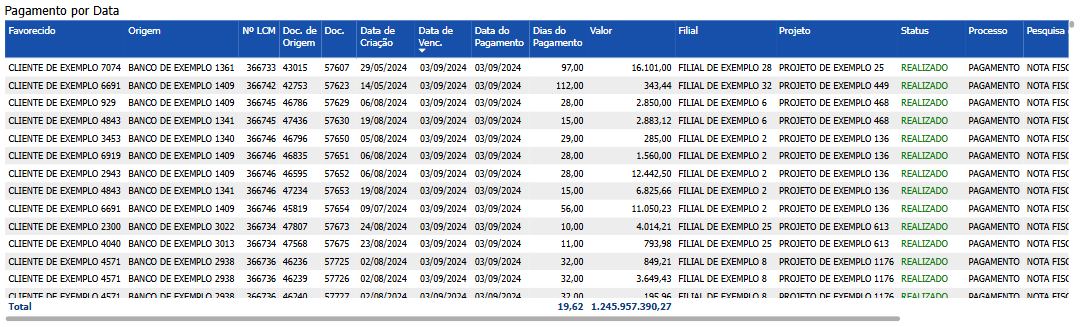 Pagamento por Data
Favorecido Origem Nº LCM Doc. de Origem Doc. Data de Criação Data de Venc. Data do Pagamento Dias do Pagamento Valor Filial Projeto Status Processo Pesquisa
CLIENTE DE EXEMPLO 7074 BANCO DE EXEMPLO 1361 366733 43015 57607 29/05/2024 03/09/2024 03/09/2024 97,00 16.101,00 FILIAL DE EXEMPLO 28 PROJETO DE EXEMPLO 25 REALIZADO PAGAMENTO NOTA FISC
CLIENTE DE EXEMPLO 6691 BANCO DE EXEMPLO 1409 366742 42753 57623 14/05/2024 03/09/2024 03/09/2024 112,00 343,44 FILIAL DE EXEMPLO 32 PROJETO DE EXEMPLO 449 REALIZADO PAGAMENTO NOTA FISC
CLIENTE DE EXEMPLO 929 BANCO DE EXEMPLO 1409 366745 46786 57629 06/08/2024 03/09/2024 03/09/2024 28,00 2.850,00 FILIAL DE EXEMPLO 6 PROJETO DE EXEMPLO 468 REALIZADO PAGAMENTO NOTA FISC
CLIENTE DE EXEMPLO 4843 BANCO DE EXEMPLO 1341 366745 47436 57630 19/08/2024 03/09/2024 03/09/2024 15,00 2.883,12 FILIAL DE EXEMPLO 6 PROJETO DE EXEMPLO 468 REALIZADO PAGAMENTO NOTA FISC
CLIENTE DE EXEMPLO 3453 BANCO DE EXEMPLO 1340 366746 46796 57650 05/08/2024 03/09/2024 03/09/2024 29,00 285,00 FILIAL DE EXEMPLO 2 PROJETO DE EXEMPLO 136 REALIZADO PAGAMENTO NOTA FISC
CLIENTE DE EXEMPLO 6919 BANCO DE EXEMPLO 1409 366746 46835 57651 06/08/2024 03/09/2024 03/09/2024 28,00 1.560,00 FILIAL DE EXEMPLO 2 PROJETO DE EXEMPLO 136 REALIZADO PAGAMENTO NOTA FISC
CLIENTE DE EXEMPLO 2943 BANCO DE EXEMPLO 1409 366746 46595 57652 06/08/2024 03/09/2024 03/09/2024 28,00 12.442,50 FILIAL DE EXEMPLO 2 PROJETO DE EXEMPLO 136 REALIZADO PAGAMENTO NOTA FISC
CLIENTE DE EXEMPLO 4843 BANCO DE EXEMPLO 1341 366746 47234 57653 19/08/2024 03/09/2024 03/09/2024 15,00 6.825,66 FILIAL DE EXEMPLO 2 PROJETO DE EXEMPLO 136 REALIZADO PAGAMENTO NOTA FISC
CLIENTE DE EXEMPLO 6691 BANCO DE EXEMPLO 1409 366746 45819 57654 09/07/2024 03/09/2024 03/09/2024 56,00 11.050,23 FILIAL DE EXEMPLO 2 PROJETO DE EXEMPLO 136 REALIZADO PAGAMENTO NOTA FISC
CLIENTE DE EXEMPLO 2300 BANCO DE EXEMPLO 3022 366734 47807 57673 24/08/2024 03/09/2024 03/09/2024 10,00 4.014,21 FILIAL DE EXEMPLO 25 PROJETO DE EXEMPLO 613 REALIZADO PAGAMENTO NOTA FISC
CLIENTE DE EXEMPLO 4040 BANCO DE EXEMPLO 3013 366734 47568 57675 23/08/2024 03/09/2024 03/09/2024 11,00 793,98 FILIAL DE EXEMPLO 25 PROJETO DE EXEMPLO 613 REALIZADO PAGAMENTO NOTA FISC
CLIENTE DE EXEMPLO 4571 BANCO DE EXEMPLO 2938 366736 46236 57725 02/08/2024 03/09/2024 03/09/2024 32,00 849,21 FILIAL DE EXEMPLO 8 PROJETO DE EXEMPLO 1176 REALIZADO PAGAMENTO NOTA FISC
CLIENTE DE EXEMPLO 4571 BANCO DE EXEMPLO 2938 366736 46239 57726 02/08/2024 03/09/2024 03/09/2024 32,00 3.649,43 FILIAL DE EXEMPLO 8 PROJETO DE EXEMPLO 1176 REALIZADO PAGAMENTO NOTA FISC
CLIENTE DE EXEMPLO 4571 BANCO DE EXEMPLO 2938 366736 46240 57727 02/08/2024 03/09/2024 03/09/2024 32,00 195,96 FILIAL DE EXEMPLO 8 PROJETO DE EXEMPLO 1176 REALIZADO PAGAMENTO NOTA FISC
Total 19,62 1.245.957.390,27